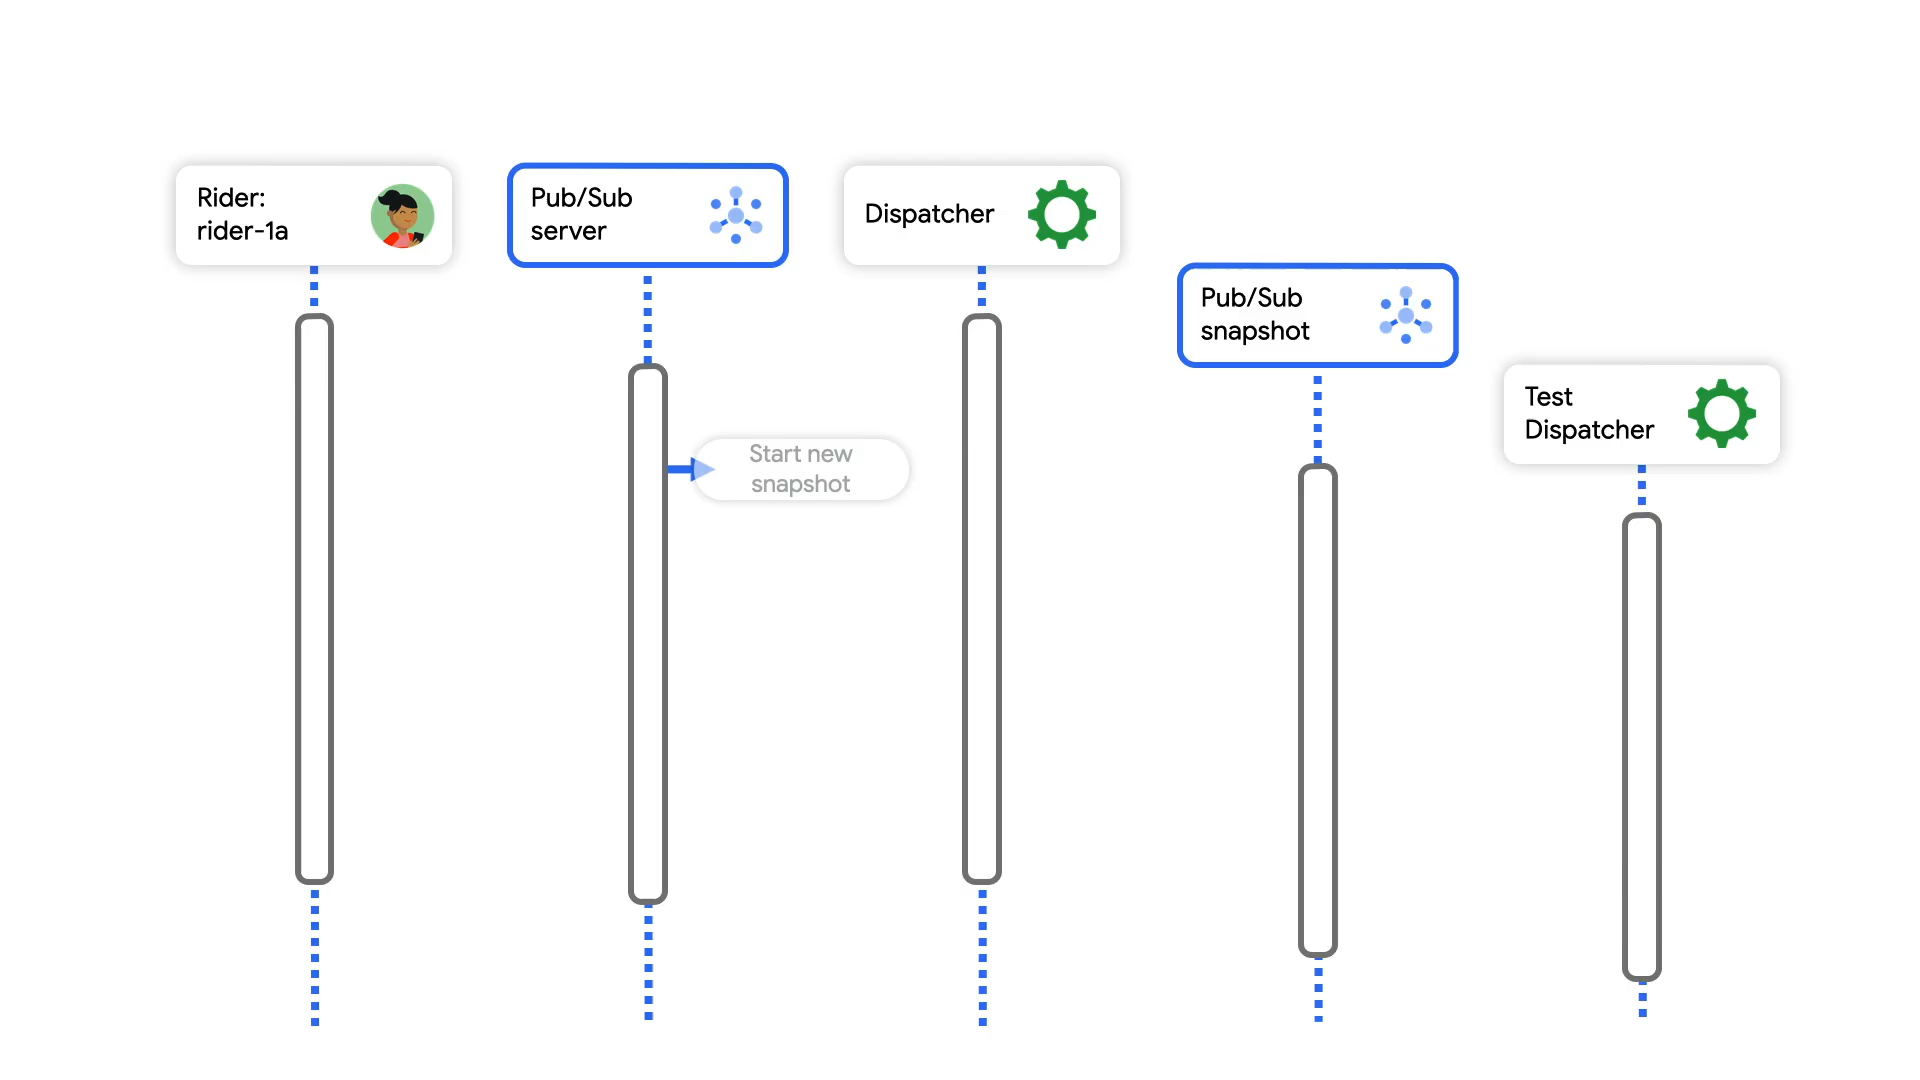 Rider:
rider-1a
Pub/Sub
server
Dispatcher
Pub/Sub
snapshot
Test
Dispatcher
Start new
snapshot